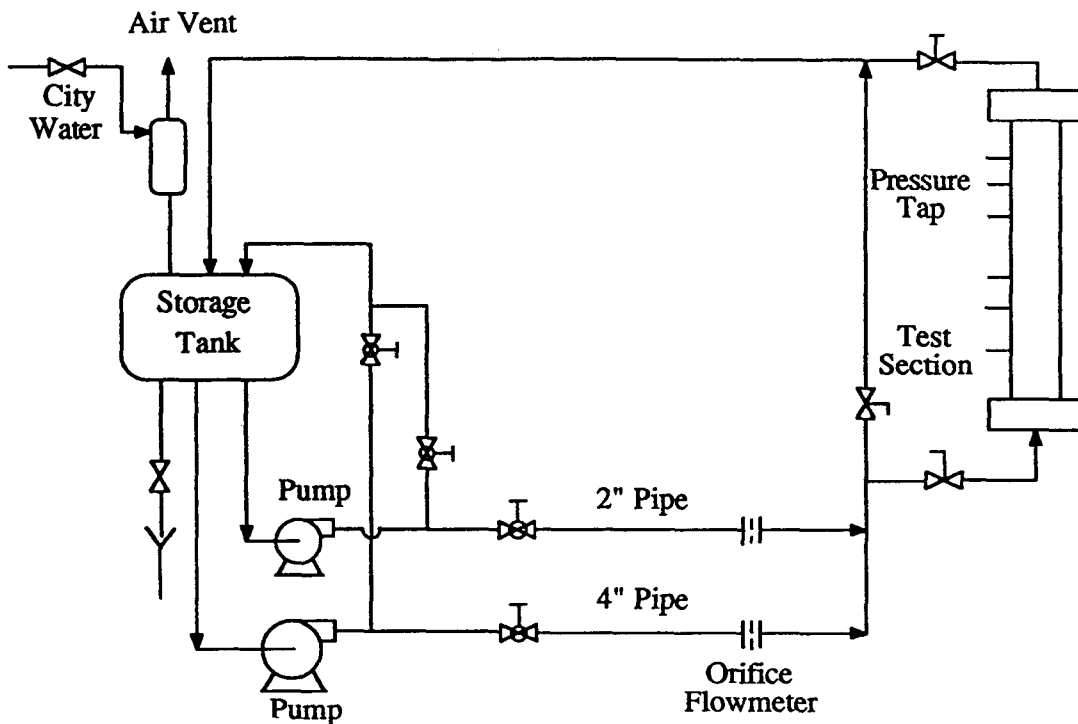 Air Vent
City
Water
Pressure
Tap
Storage
Tank
Test
Section
Pump
2" Pipe
4" Pipe
Orifice
Flowmeter
Pump